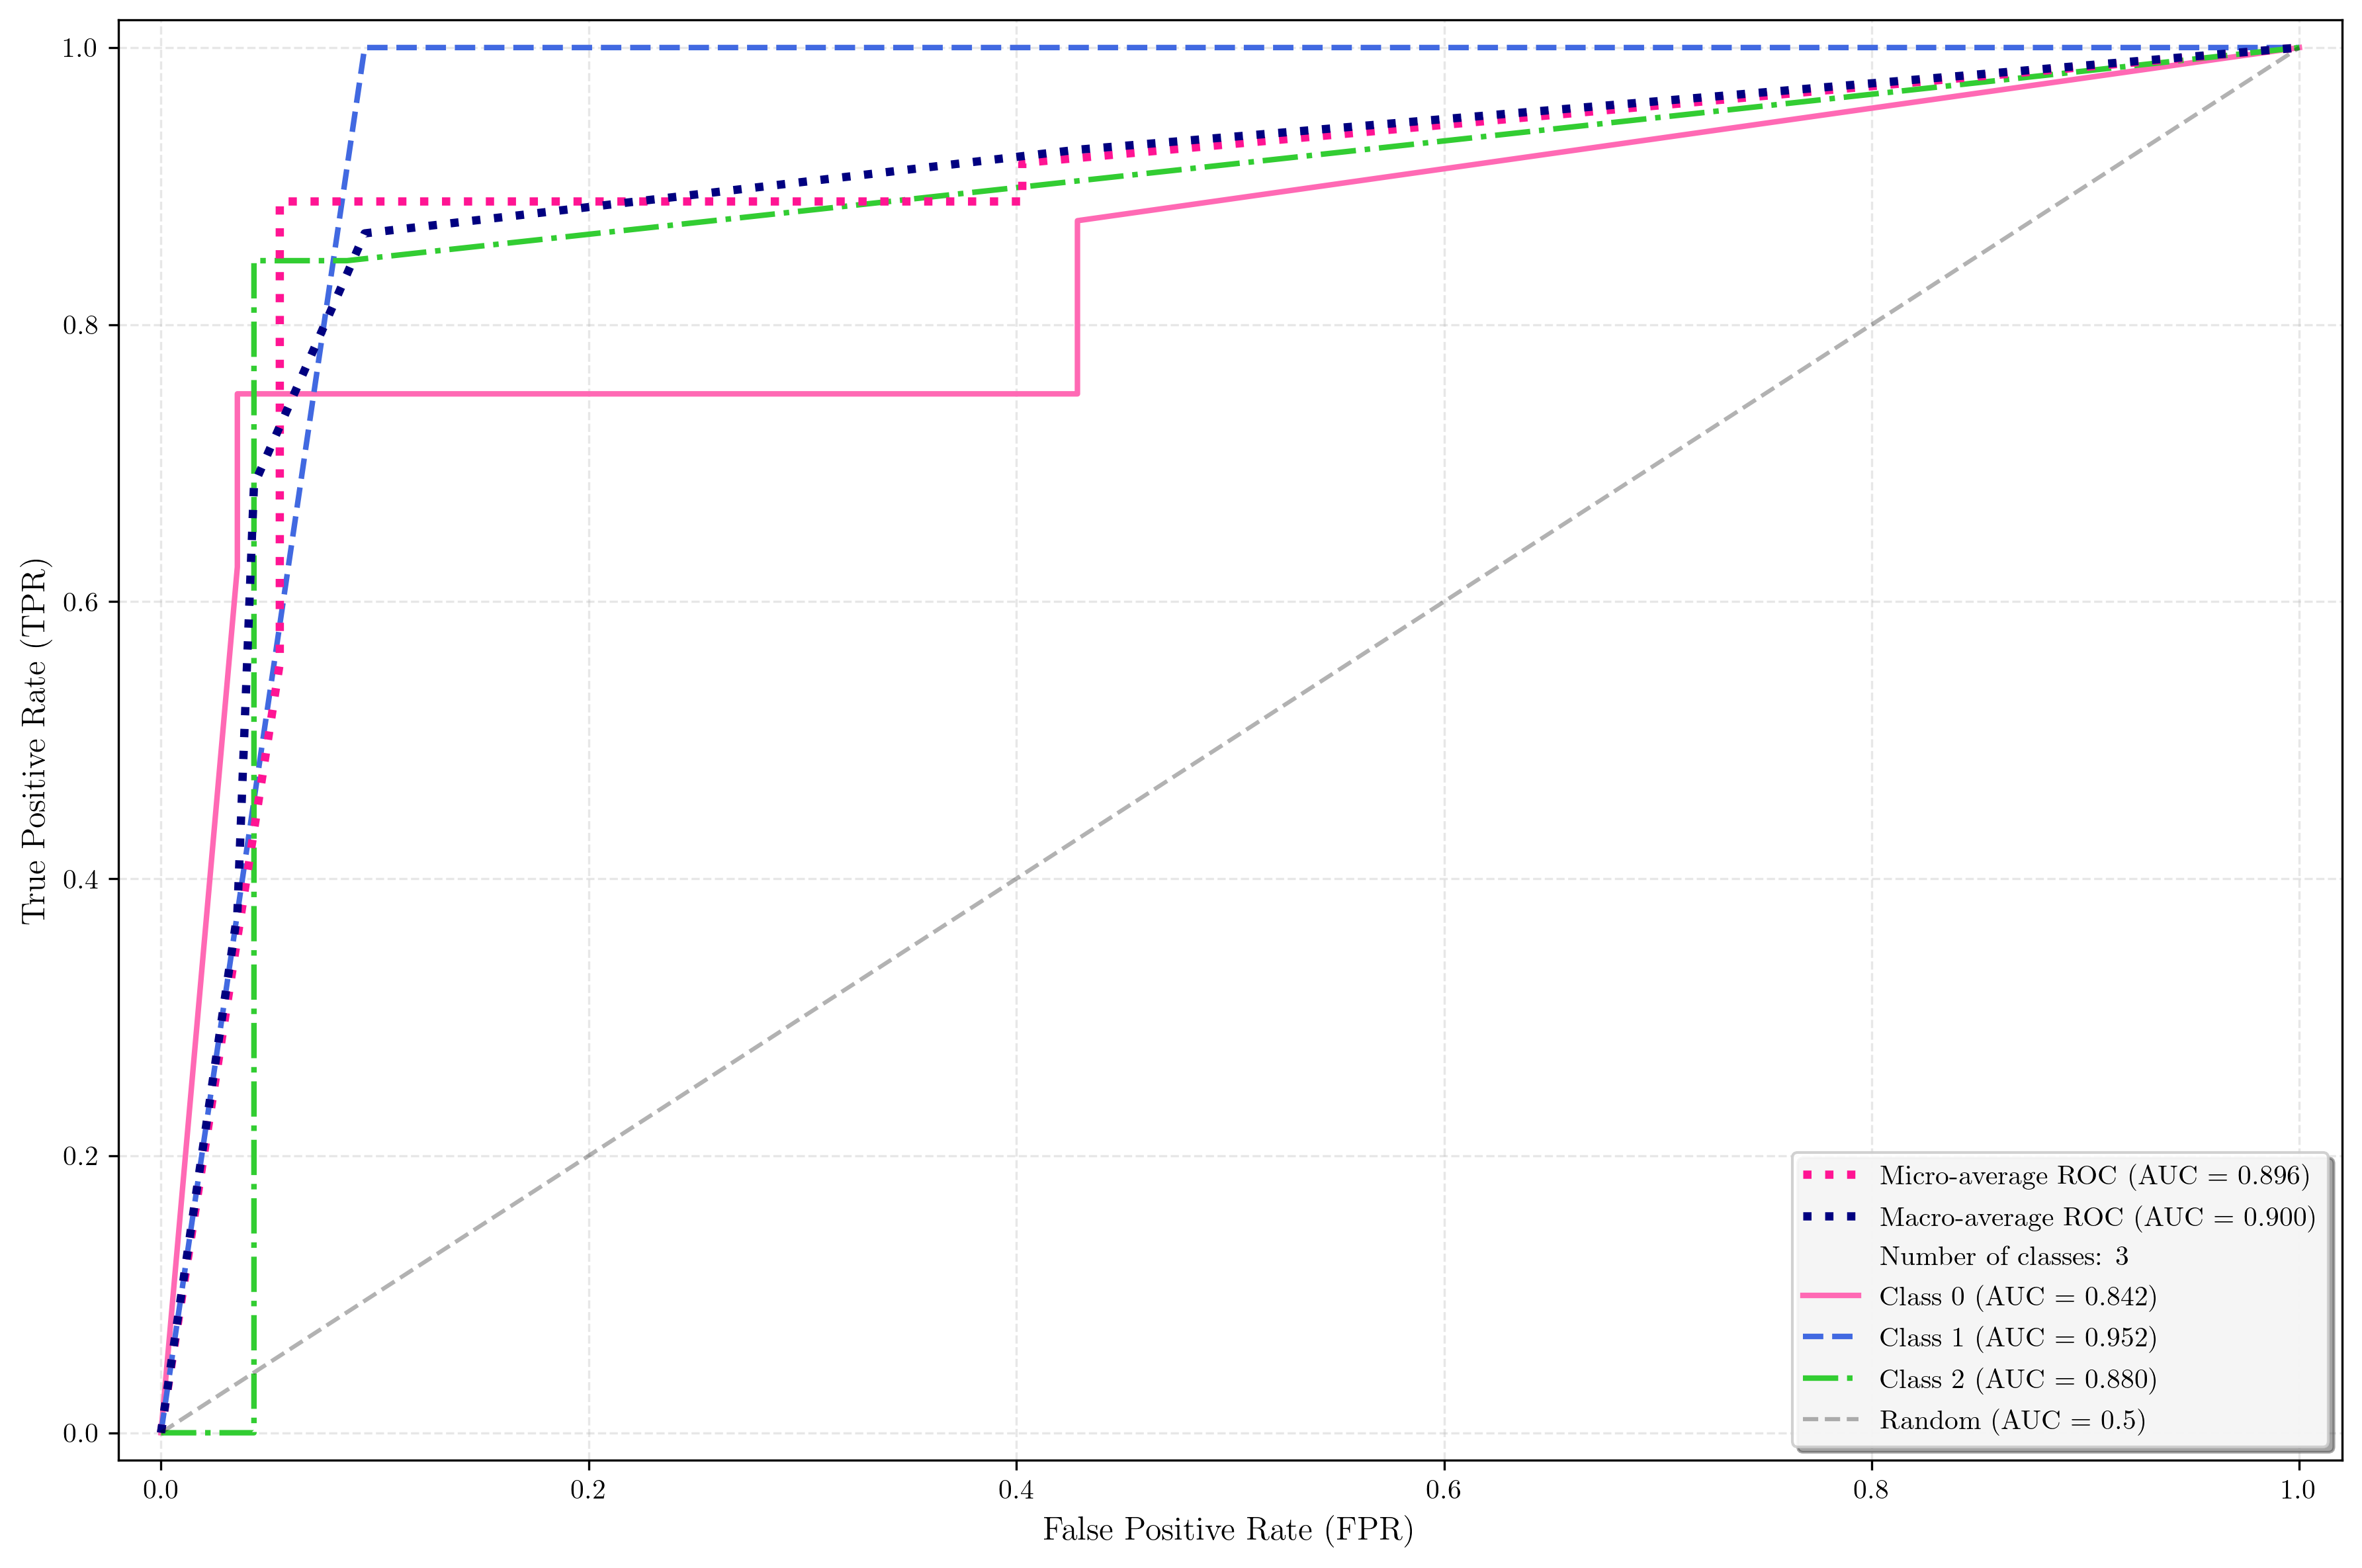 1.0
0.8
0.6
0.4
0.2
0.0
True Positive Rate (TPR)
0.0 0.2 0.4 0.6 0.8 1.0
False Positive Rate (FPR)
Micro-average ROC (AUC = 0.896)
Macro-average ROC (AUC = 0.900)
Number of classes: 3
Class 0 (AUC = 0.842)
Class 1 (AUC = 0.952)
Class 2 (AUC = 0.880)
Random (AUC = 0.5)